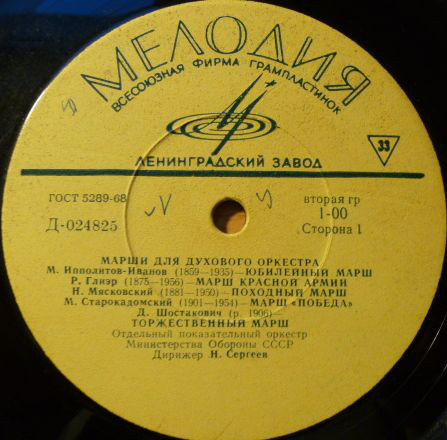 МЕЛОДИЯ
ВСЕСОЮЗНАЯ ФИРМА ГРАМПЛАСТИНОК
33
ЛЕНИНГРАДСКИЙ ЗАВОД
ГОСТ 5289-68
вторая гр
Д-024825
1-00
Сторона 1
МАРШИ ДЛЯ ДУХОВОГО ОРКЕСТРА
М. Ипполитов-Иванов (1859—1935)—ЮБИЛЕЙНЫЙ МАРШ
Р. Глиэр (1875—1956)—МАРШ КРАСНОЙ АРМИИ
Н. Мясковский (1881—1950)—ПОХОДНЫЙ МАРШ
М. Старокадомский (1901—1954)—МАРШ «ПОБЕДА»
Д. Шостакович (р. 1906)—
ТОРЖЕСТВЕННЫЙ МАРШ
Отдельный показательный оркестр
Министерства Обороны СССР
Дирижер Н. Сергеев